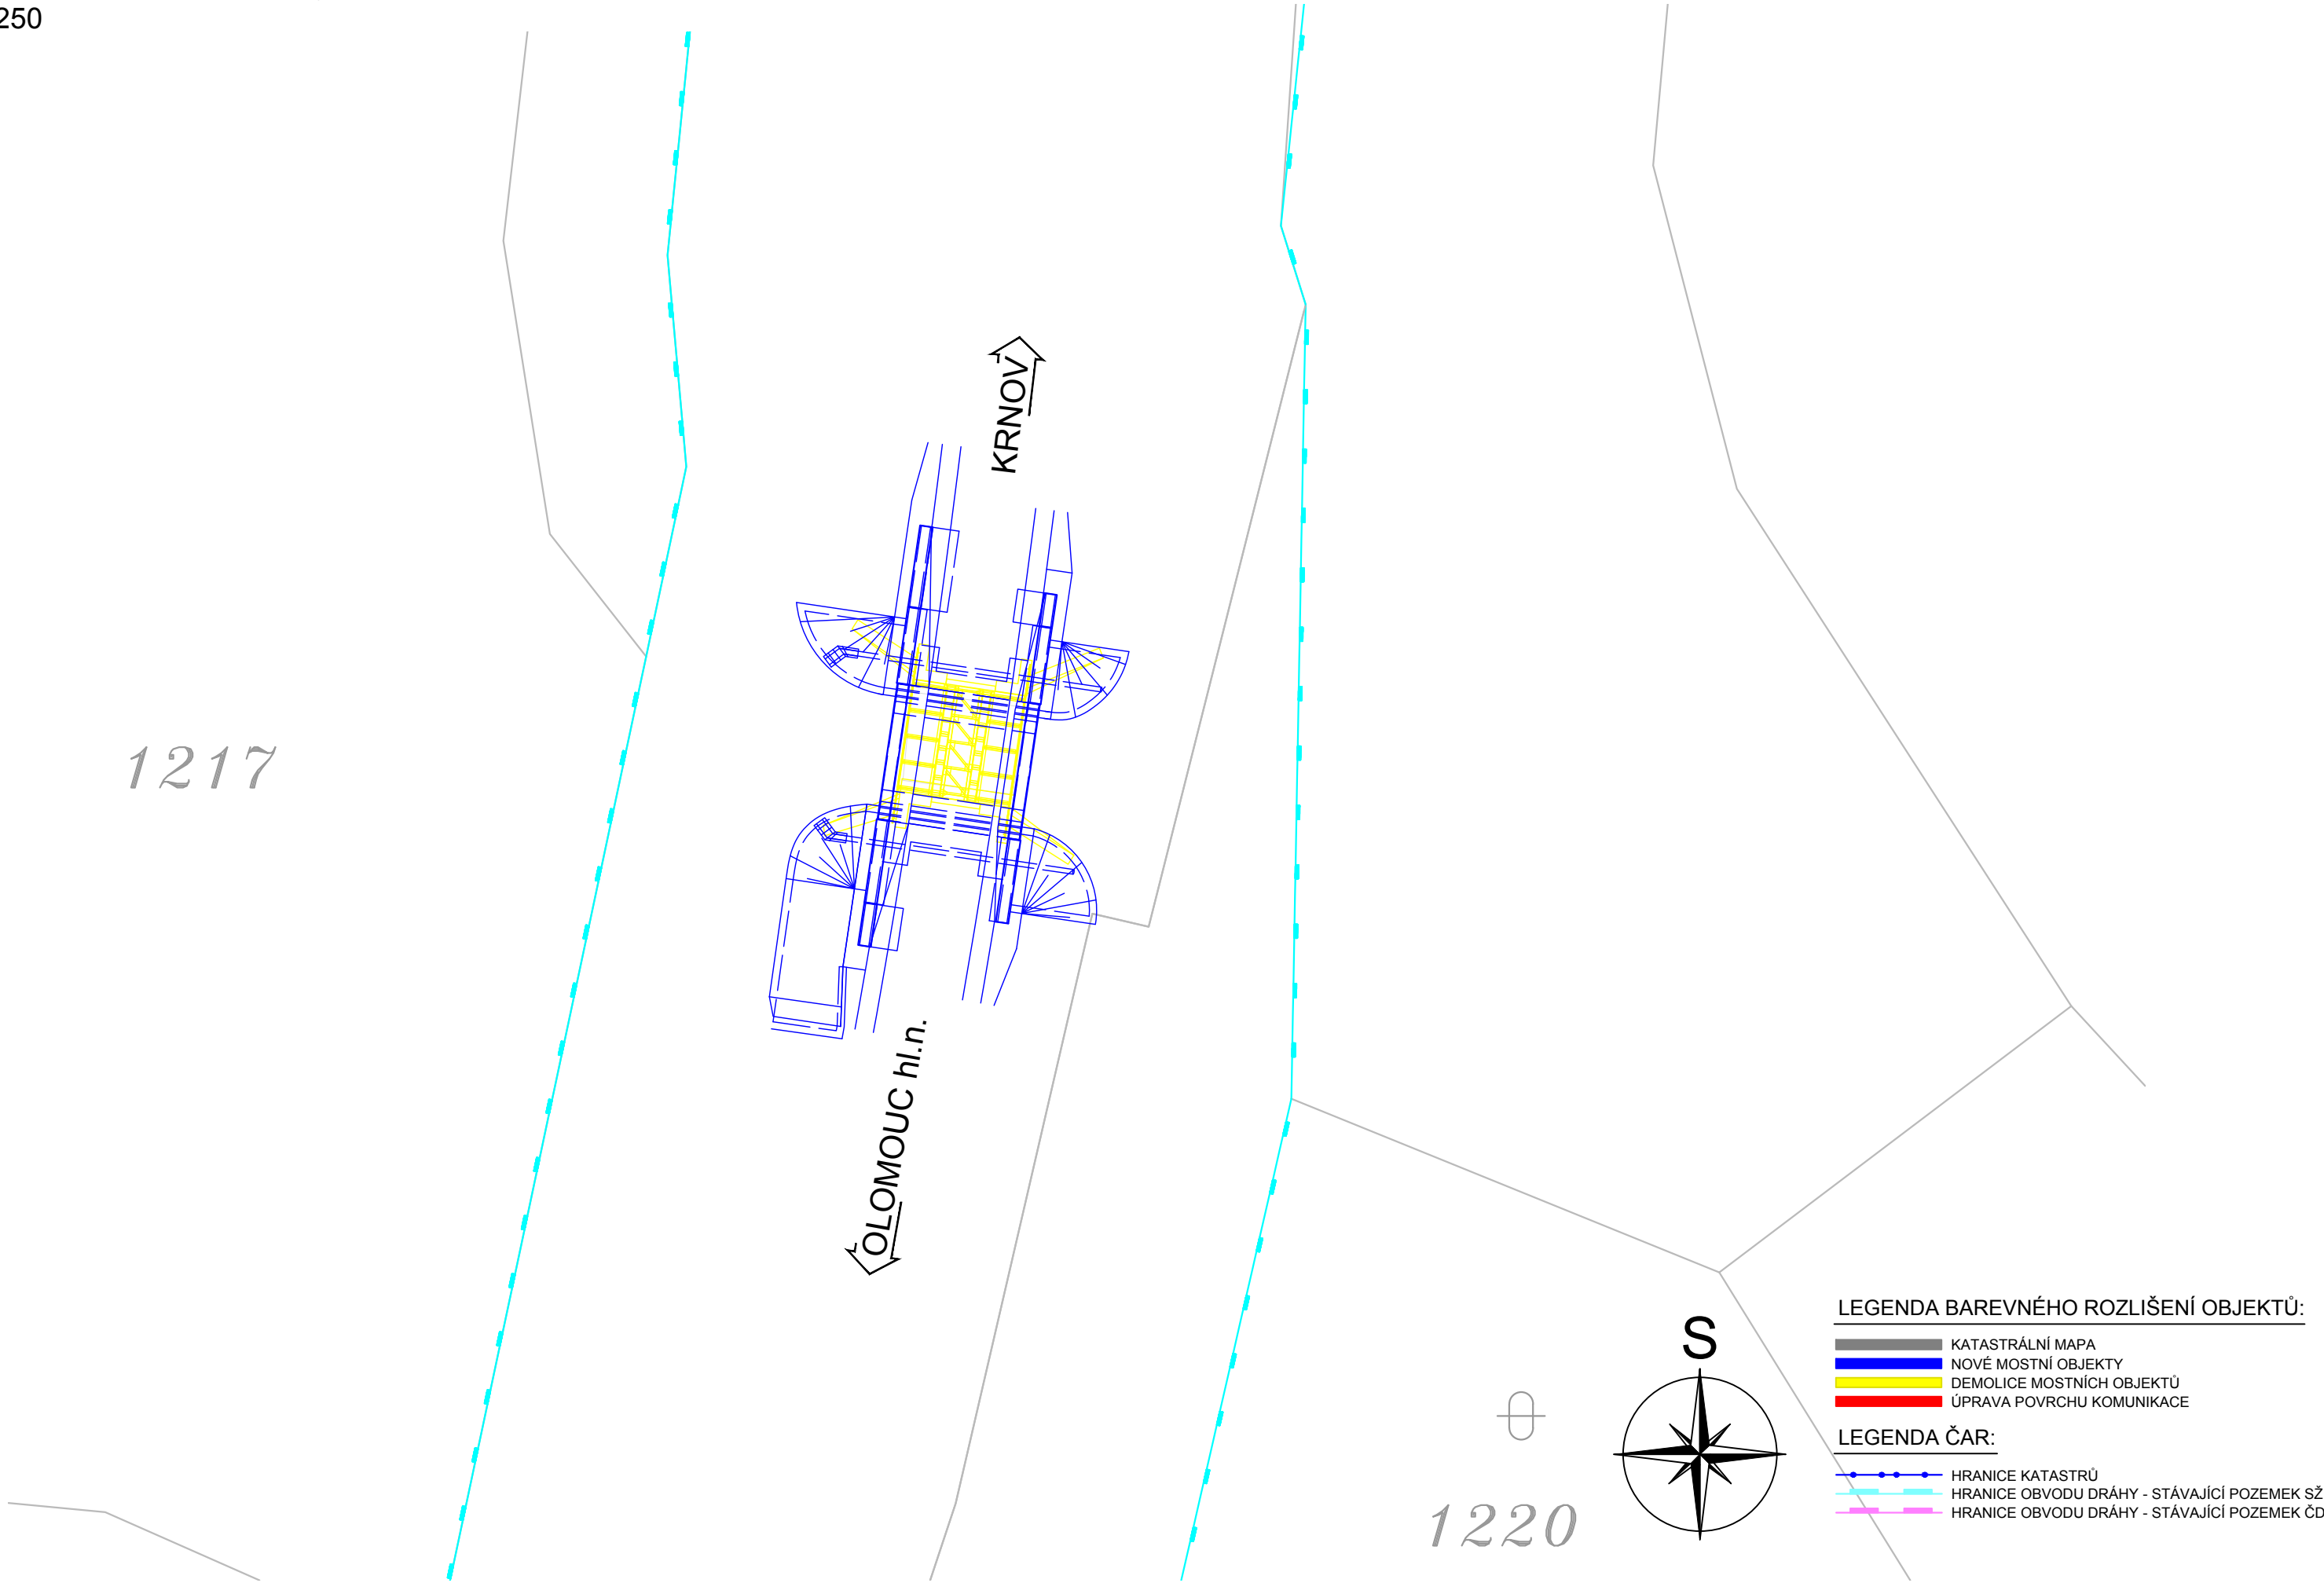 250
KRNOV
1217
OLOMOUC hl.n.
S
1220
LEGENDA BAREVNÉHO ROZLIŠENÍ OBJEKTŮ:
KATASTRÁLNÍ MAPA
NOVÉ MOSTNÍ OBJEKTY
DEMOLICE MOSTNÍCH OBJEKTŮ
ÚPRAVA POVRCHU KOMUNIKACE
LEGENDA ČAR:
HRANICE KATASTRŮ
HRANICE OBVODU DRÁHY - STÁVAJÍCÍ POZEMEK SŽ
HRANICE OBVODU DRÁHY - STÁVAJÍCÍ POZEMEK ČD